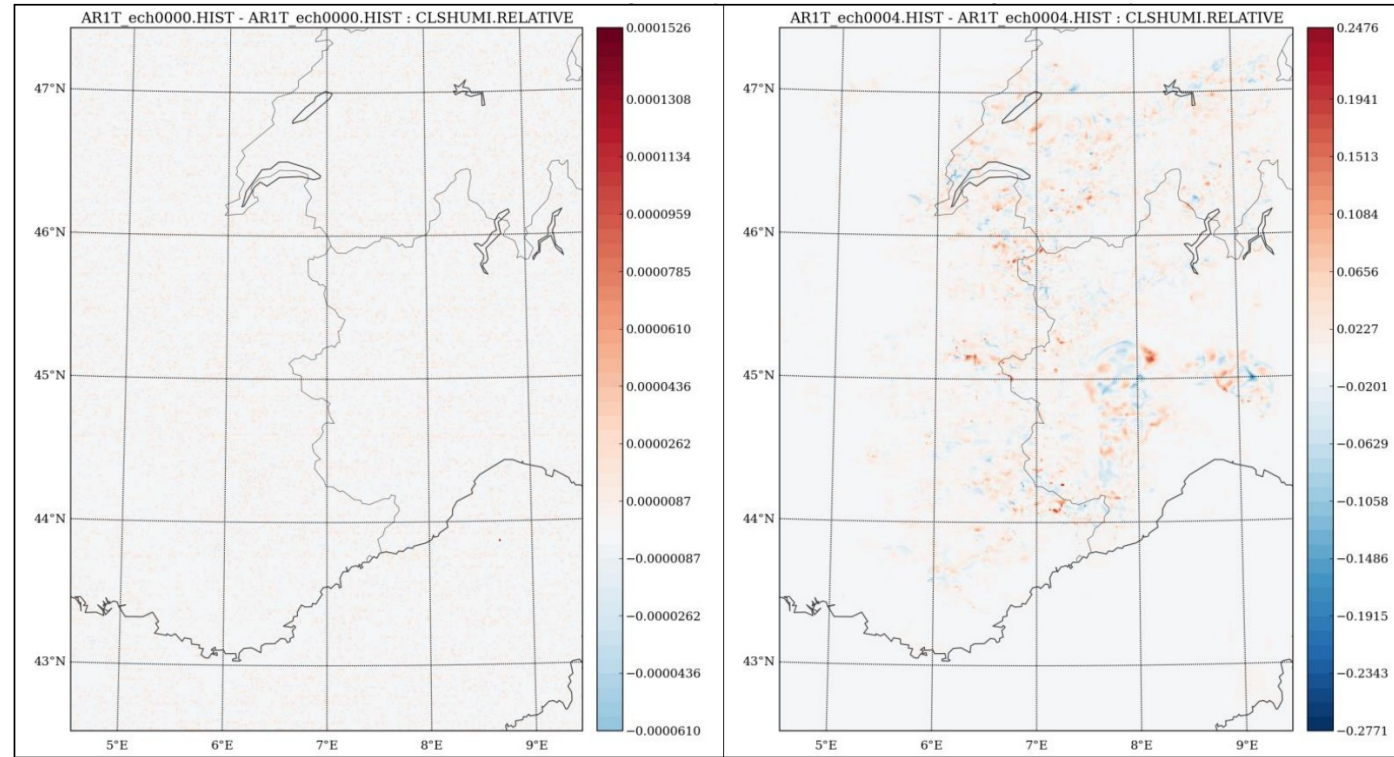 AR1T_ech0000.HIST - AR1T_ech0000.HIST : CLSHUMI.RELATIVE
47°N
46°N
45°N
44°N
43°N
5°E
6°E
7°E
8°E
9°E
0.0001526
0.0001308
0.0001134
0.0000959
0.0000785
0.0000610
0.0000436
0.0000262
0.0000087
−0.0000087
−0.0000262
−0.0000436
−0.0000610
AR1T_ech0004.HIST - AR1T_ech0004.HIST : CLSHUMI.RELATIVE
47°N
46°N
45°N
44°N
43°N
5°E
6°E
7°E
8°E
9°E
0.2476
0.1941
0.1513
0.1084
0.0656
0.0227
−0.0201
−0.0629
−0.1058
−0.1486
−0.1915
−0.2343
−0.2771